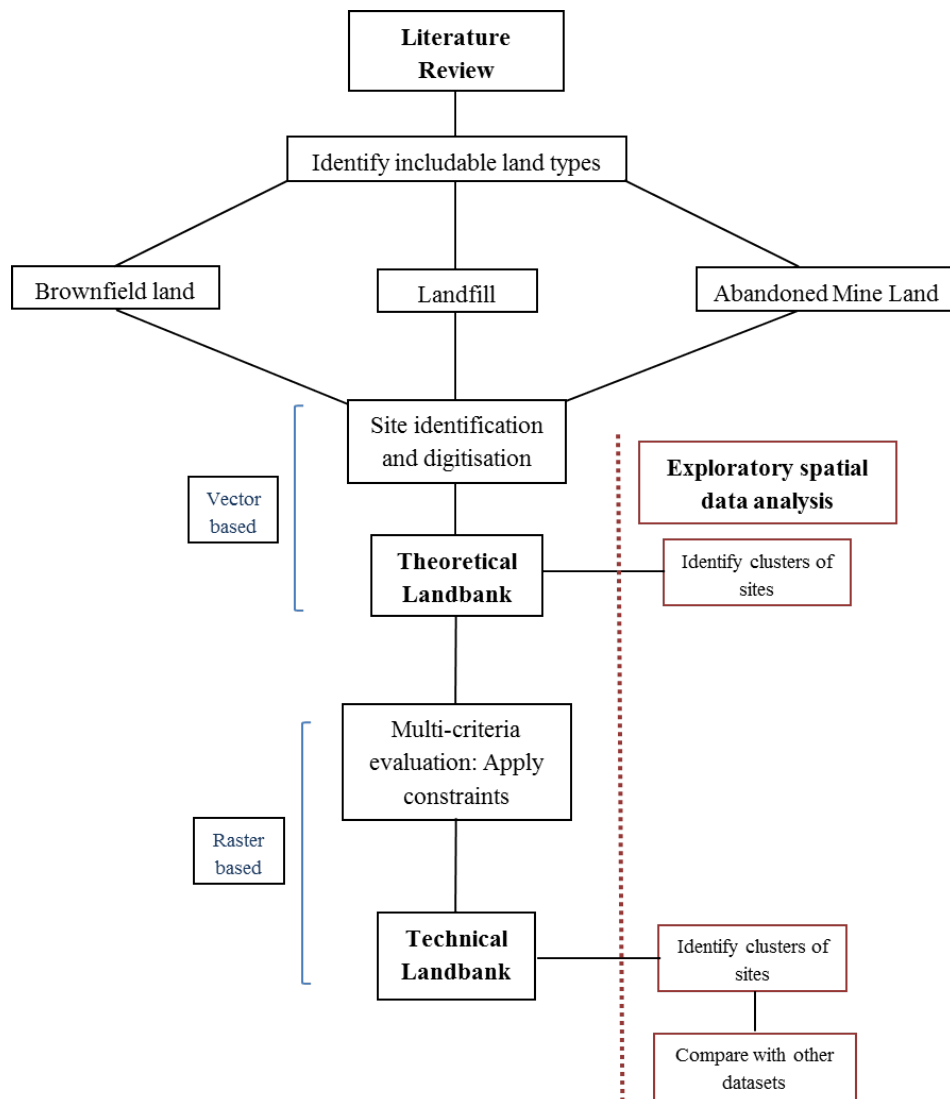 Literature
Review
Identify includable land types
Brownfield land
Landfill
Abandoned Mine Land
Site identification
and digitisation
Vector
based
Exploratory spatial
data analysis
Theoretical
Landbank
Identify clusters of
sites
Multi-criteria
evaluation: Apply
constraints
Raster
based
Technical
Landbank
Identify clusters of
sites
Compare with other
datasets